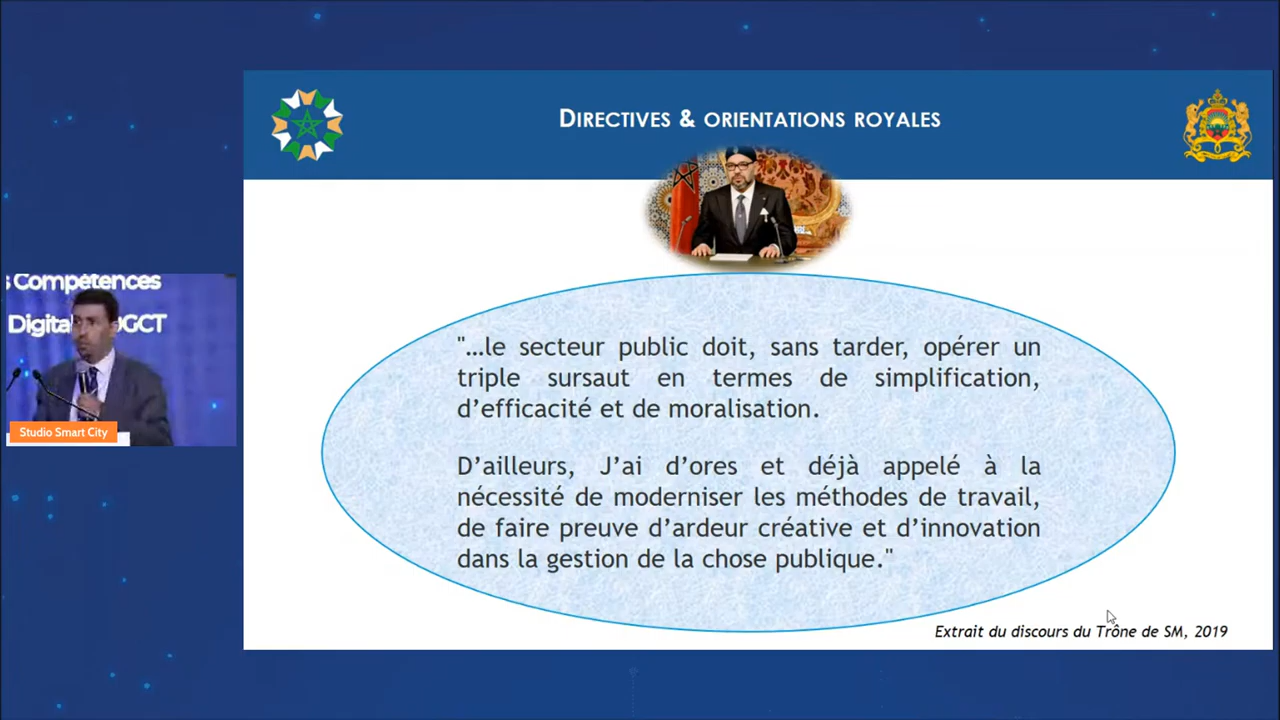 DIRECTIVES & ORIENTATIONS ROYALES
s Compétences
Digital
DGCT
Studio Smart City
"…le secteur public doit, sans tarder, opérer un
triple sursaut en termes de simplification,
d’efficacité et de moralisation.
D’ailleurs, J’ai d’ores et déjà appelé à la
nécessité de moderniser les méthodes de travail,
de faire preuve d’ardeur créative et d’innovation
dans la gestion de la chose publique."
Extrait du discours du Trône de SM, 2019